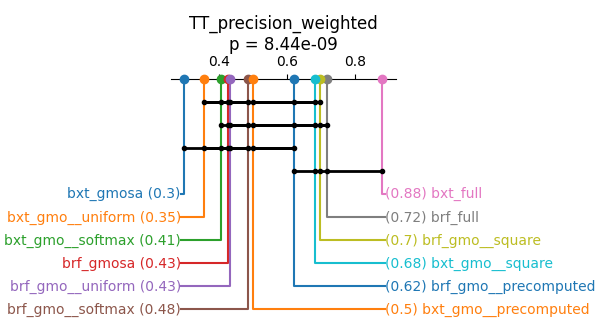 TT_precision_weighted
p = 8.44e-09
0.4 0.6 0.8
bxt_gmosa (0.3) (0.88) bxt_full
bxt_gmo__uniform (0.35) (0.72) brf_full
bxt_gmo__softmax (0.41) (0.7) brf_gmo__square
brf_gmosa (0.43) (0.68) bxt_gmo__square
brf_gmo__uniform (0.43) (0.62) brf_gmo__precomputed
brf_gmo__softmax (0.48) (0.5) bxt_gmo__precomputed